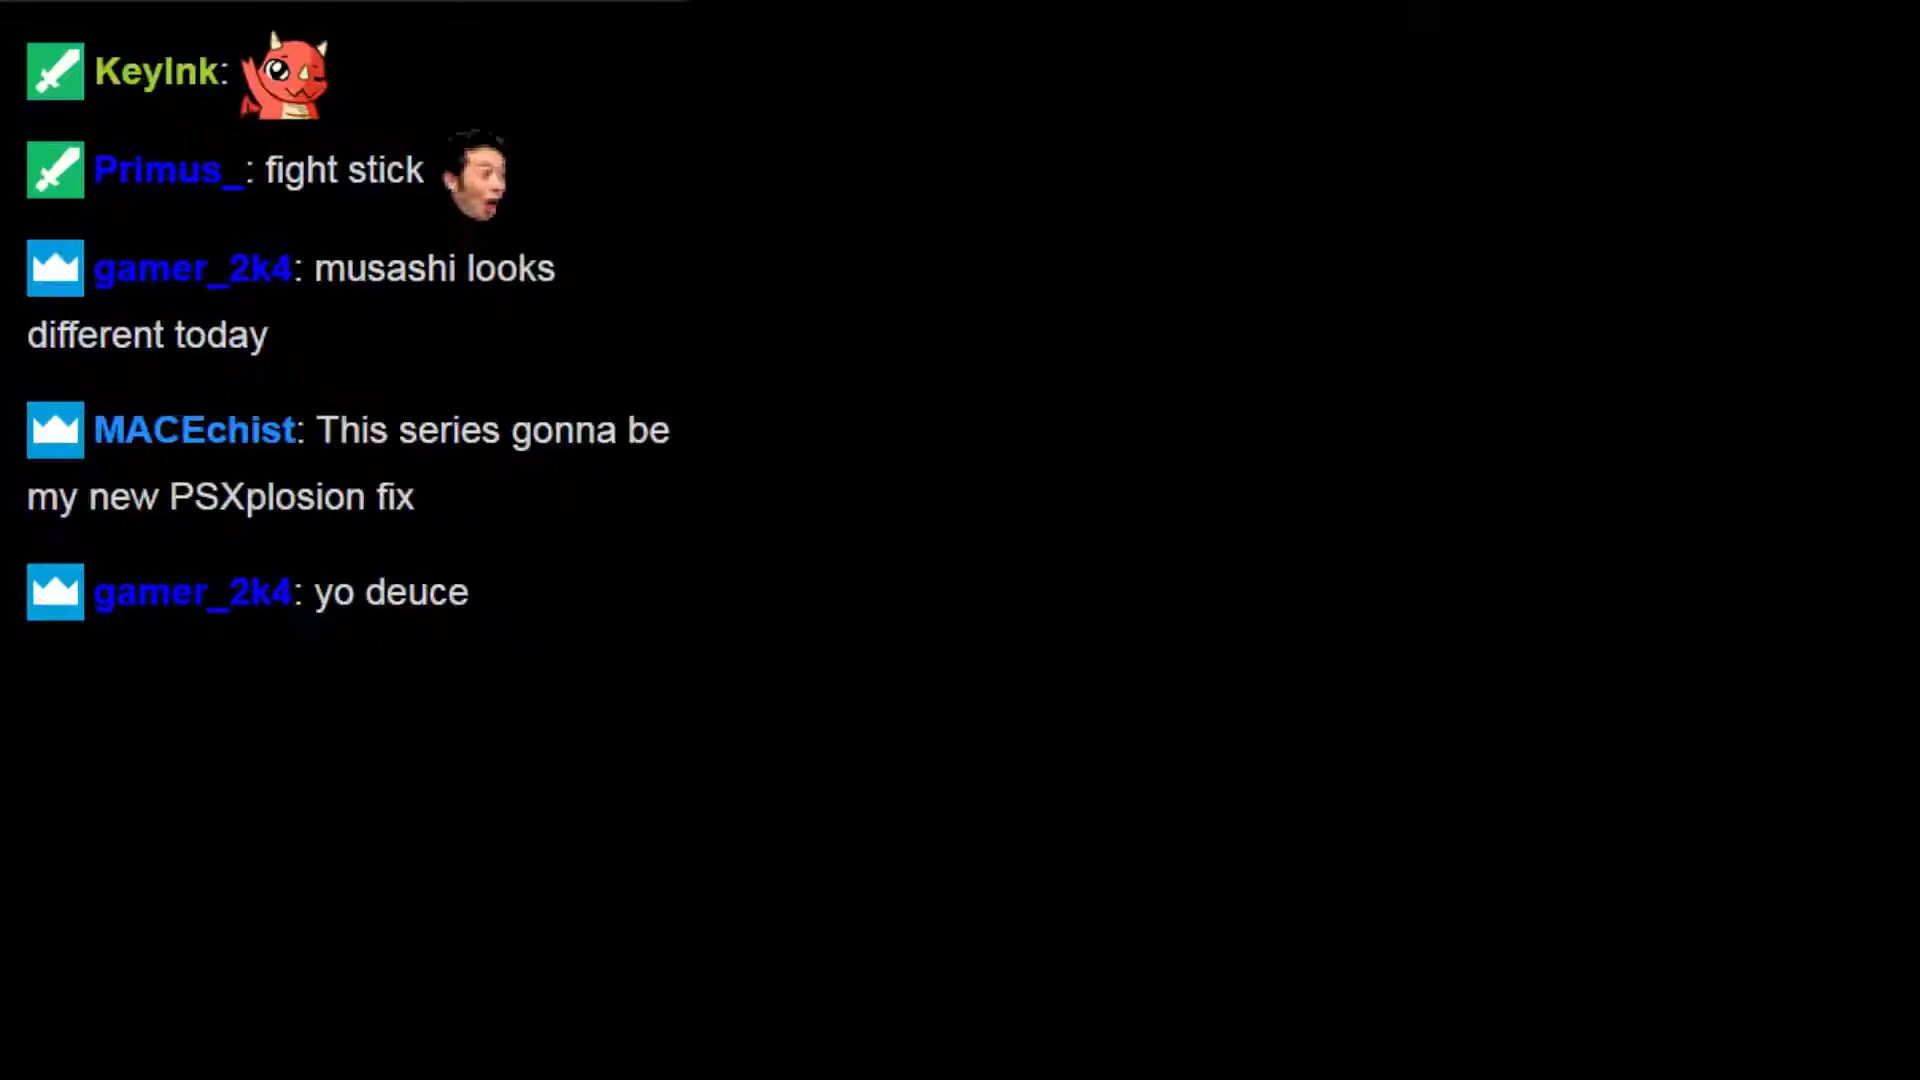 KeyInk:
Primus_: fight stick
gamer_2k4: musashi looks
different today
MACEchist: This series gonna be
my new PSXplosion fix
gamer_2k4: yo deuce